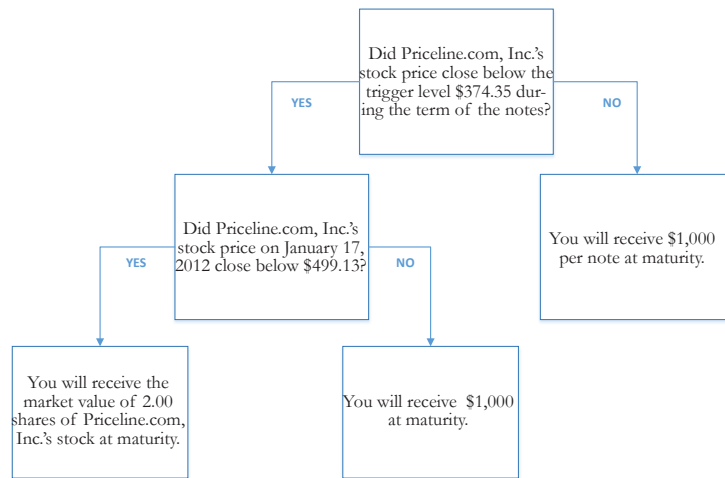 Did Priceline.com, Inc.'s
stock price close below the
trigger level $374.35 dur-
ing the term of the notes?
YES
NO
Did Priceline.com, Inc.'s
stock price on January 17,
2012 close below $499.13?
You will receive $1,000
per note at maturity.
YES
NO
You will receive the
market value of 2.00
shares of Priceline.com,
Inc.'s stock at maturity.
You will receive $1,000
at maturity.